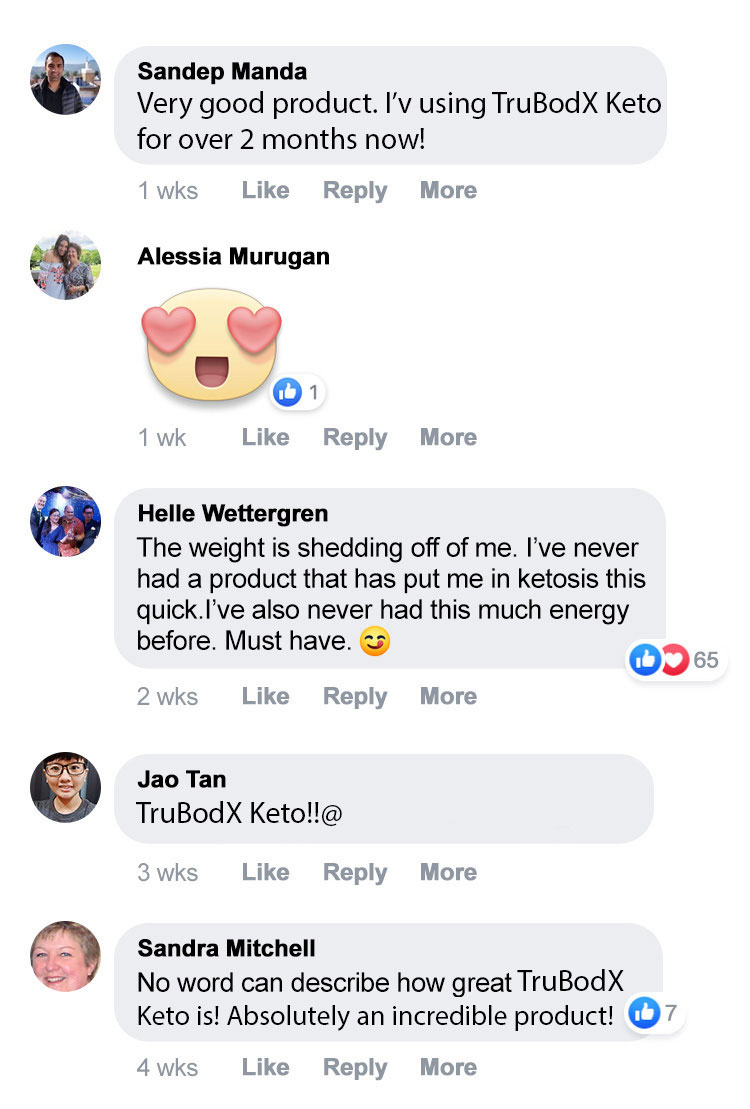 Sandep Manda
Very good product. I'v using TruBodX Keto
for over 2 months now!
1 wks Like Reply More
Alessia Murugan
1
1 wk Like Reply More
Helle Wettergren
The weight is shedding off of me. I've never
had a product that has put me in ketosis this
quick.I've also never had this much energy
before. Must have. 😋
65
2 wks Like Reply More
Jao Tan
TruBodX Keto!!@
3 wks Like Reply More
Sandra Mitchell
No word can describe how great TruBodX
Keto is! Absolutely an incredible product!
7
4 wks Like Reply More